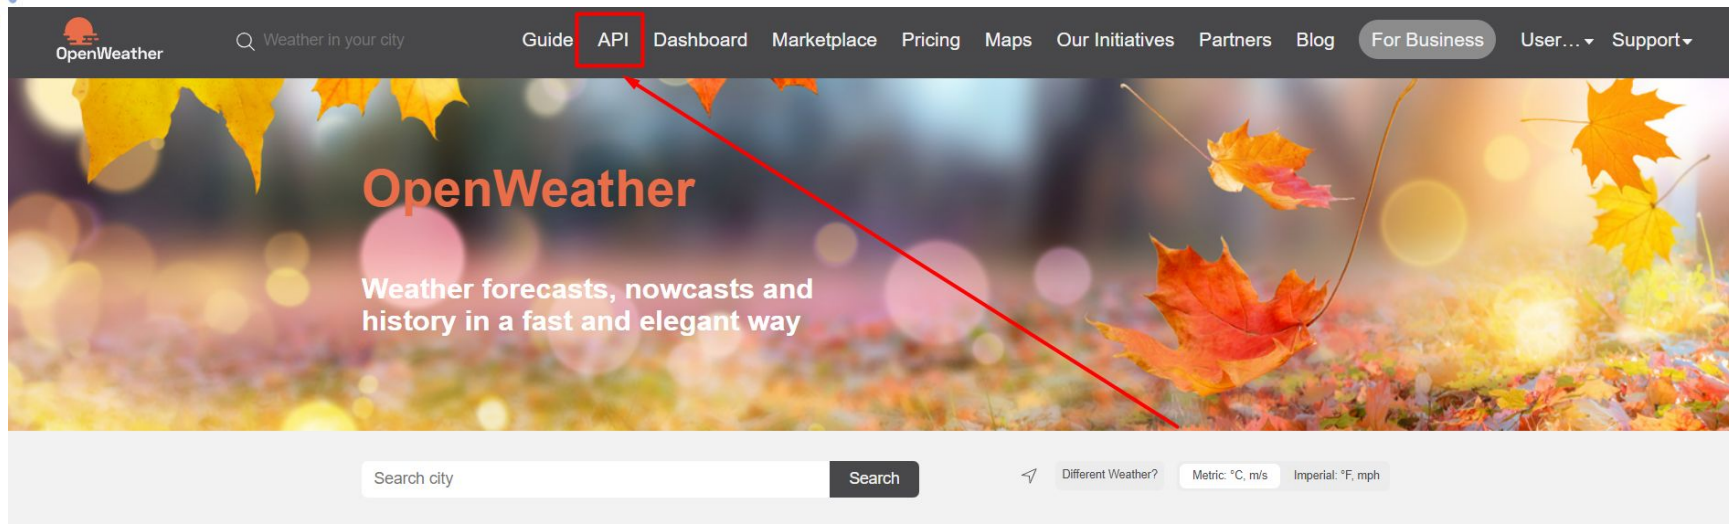 OpenWeather
Weather in your city
Guide API Dashboard Marketplace Pricing Maps Our Initiatives Partners Blog For Business User... Support
OpenWeather
Weather forecasts, nowcasts and
history in a fast and elegant way
Search city Search Different Weather? Metric: °C, m/s Imperial: °F, mph